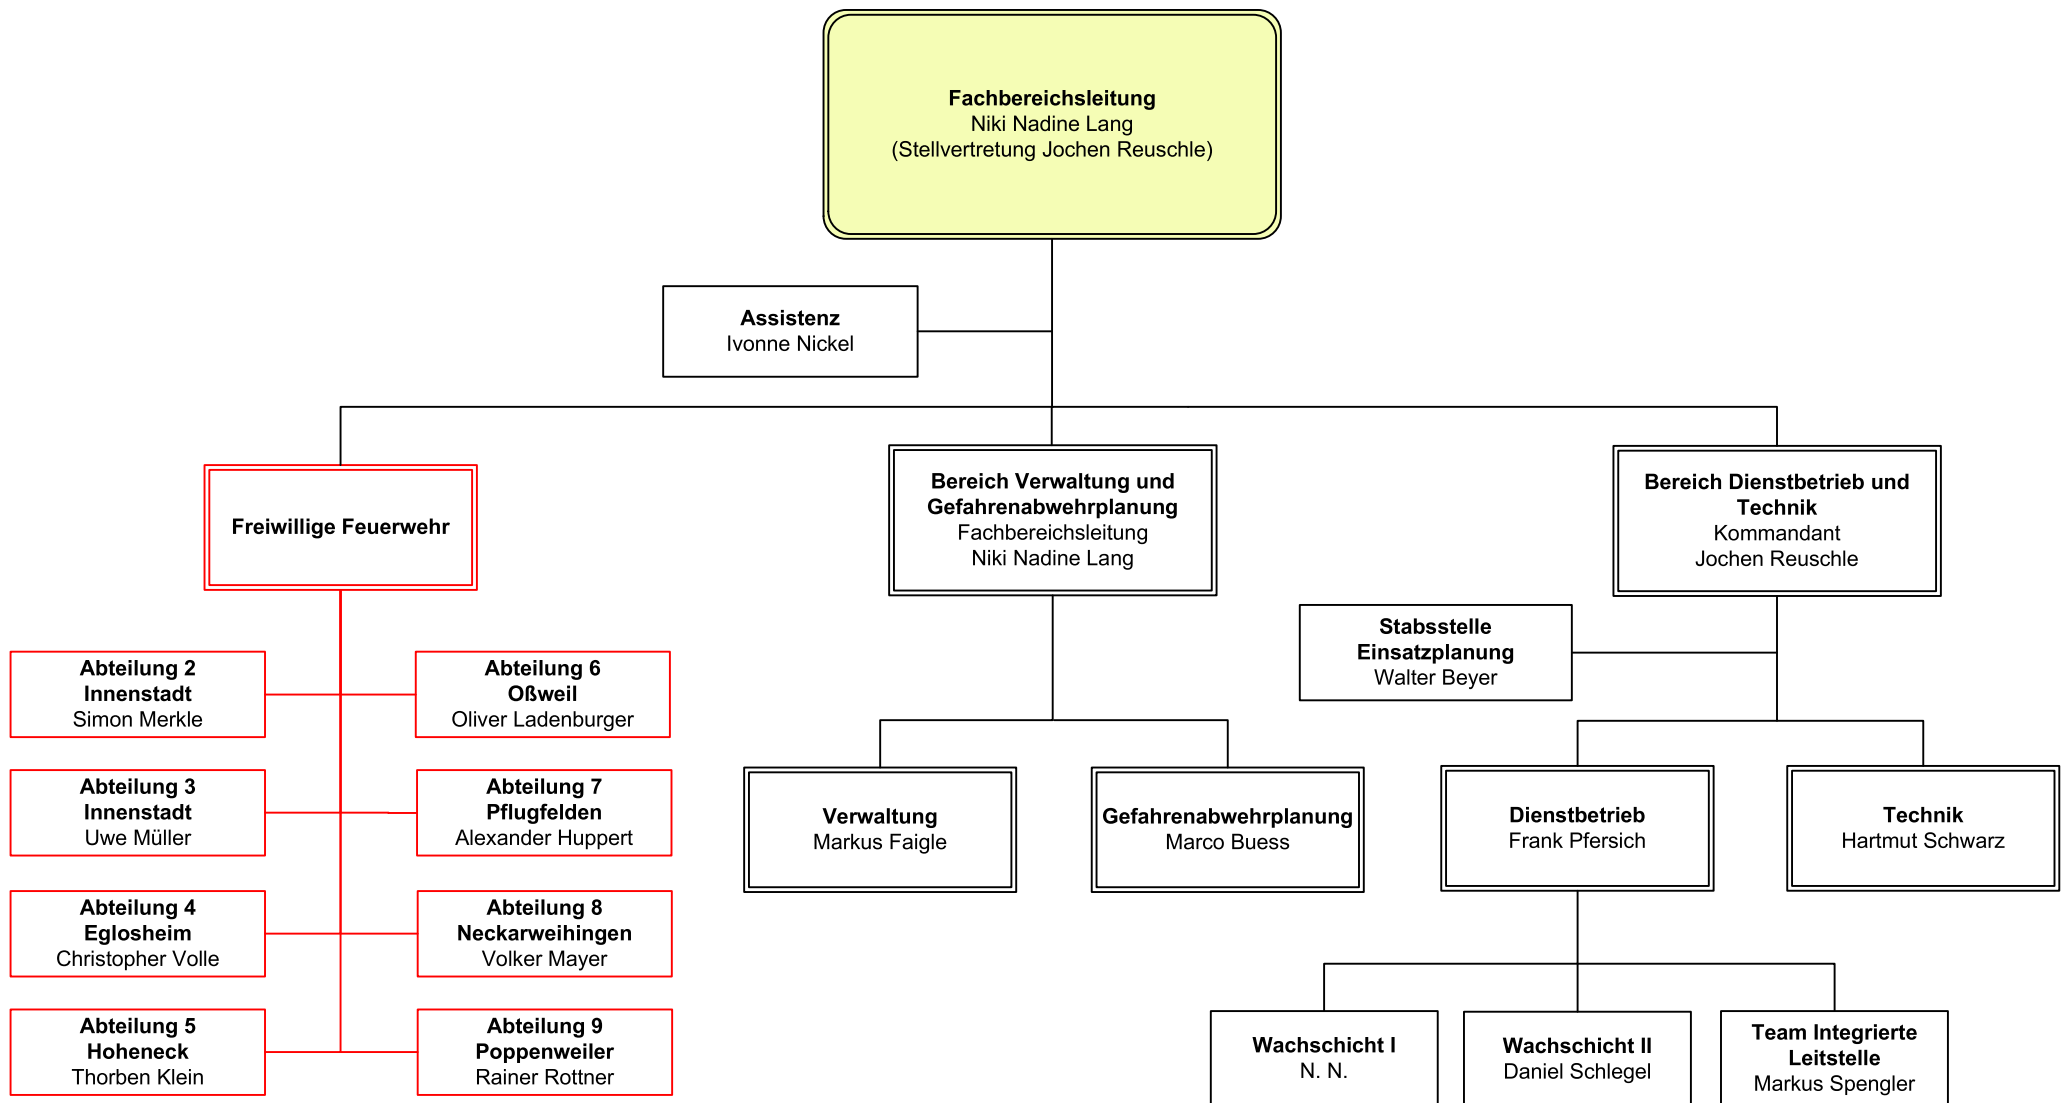 Fachbereichsleitung
Niki Nadine Lang
(Stellvertretung Jochen Reuschle)
Assistenz
Ivonne Nickel
Freiwillige Feuerwehr
Bereich Verwaltung und
Gefahrenabwehrplanung
Fachbereichsleitung
Niki Nadine Lang
Bereich Dienstbetrieb und
Technik
Kommandant
Jochen Reuschle
Stabsstelle
Einsatzplanung
Walter Beyer
Abteilung 2
Innenstadt
Simon Merkle
Abteilung 6
Oßweil
Oliver Ladenburger
Abteilung 3
Innenstadt
Uwe Müller
Abteilung 7
Pflugfelden
Alexander Huppert
Verwaltung
Markus Faigle
Gefahrenabwehrplanung
Marco Buess
Dienstbetrieb
Frank Pfersich
Technik
Hartmut Schwarz
Abteilung 4
Eglosheim
Christopher Volle
Abteilung 8
Neckarweihingen
Volker Mayer
Abteilung 5
Hoheneck
Thorben Klein
Abteilung 9
Poppenweiler
Rainer Rottner
Wachschicht I
N. N.
Wachschicht II
Daniel Schlegel
Team Integrierte
Leitstelle
Markus Spengler